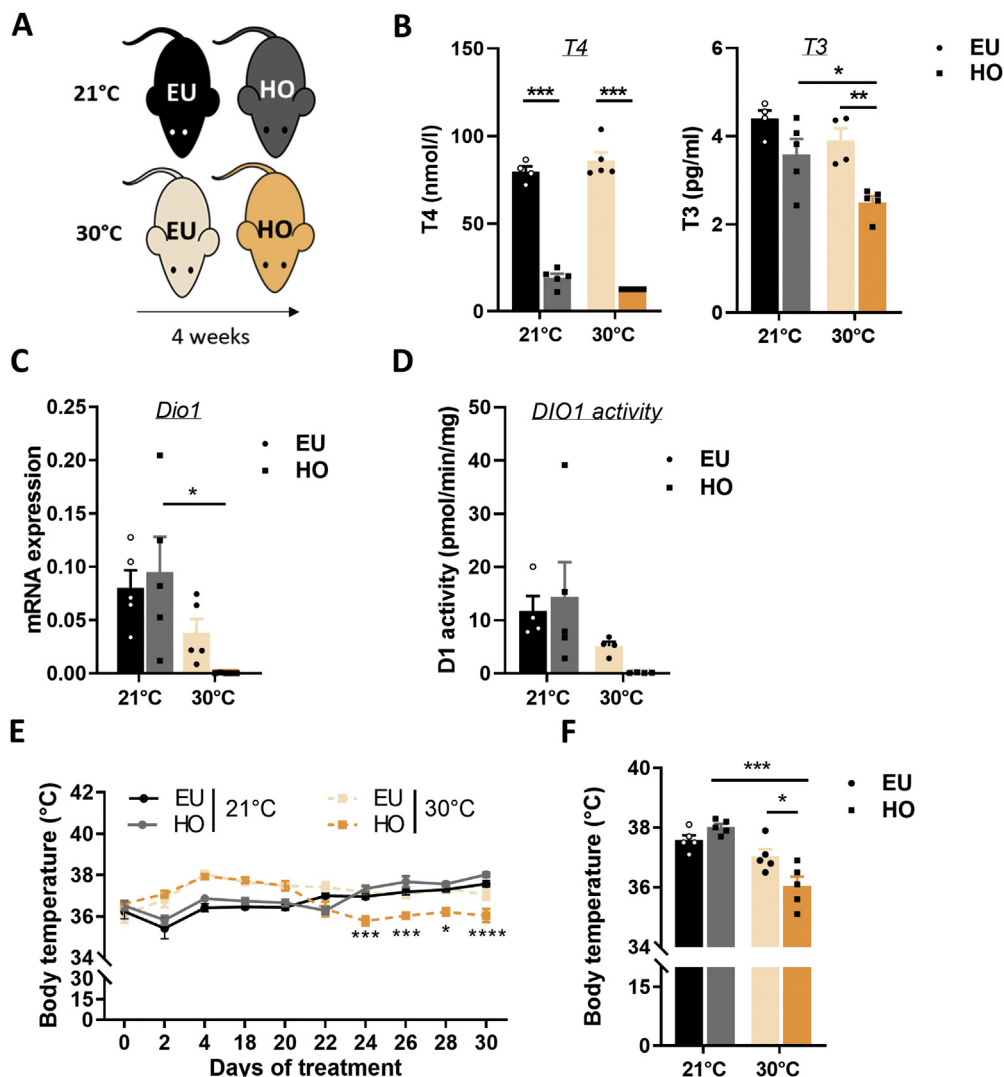 A
21°C
EU
HO
30°C
EU
HO
4 weeks
B
T4
T4 (nmol/l)
150
100
50
0
***
***
21°C
30°C
T3
T3 (pg/ml)
6
4
2
0
*
**
21°C
30°C
EU
HO
C
Dio1
mRNA expression
0.25
0.20
0.15
0.10
0.05
0.00
*
21°C
30°C
EU
HO
D
DIO1 activity
D1 activity (pmol/min/mg)
50
40
30
20
10
0
21°C
30°C
EU
HO
E
Body temperature (°C)
42
40
38
36
34
30
15
0
EU
HO
21°C
EU
HO
30°C
***
***
*
****
0 2 4 18 20 22 24 26 28 30
Days of treatment
F
Body temperature (°C)
40
38
36
34
15
0
***
*
21°C
30°C
EU
HO